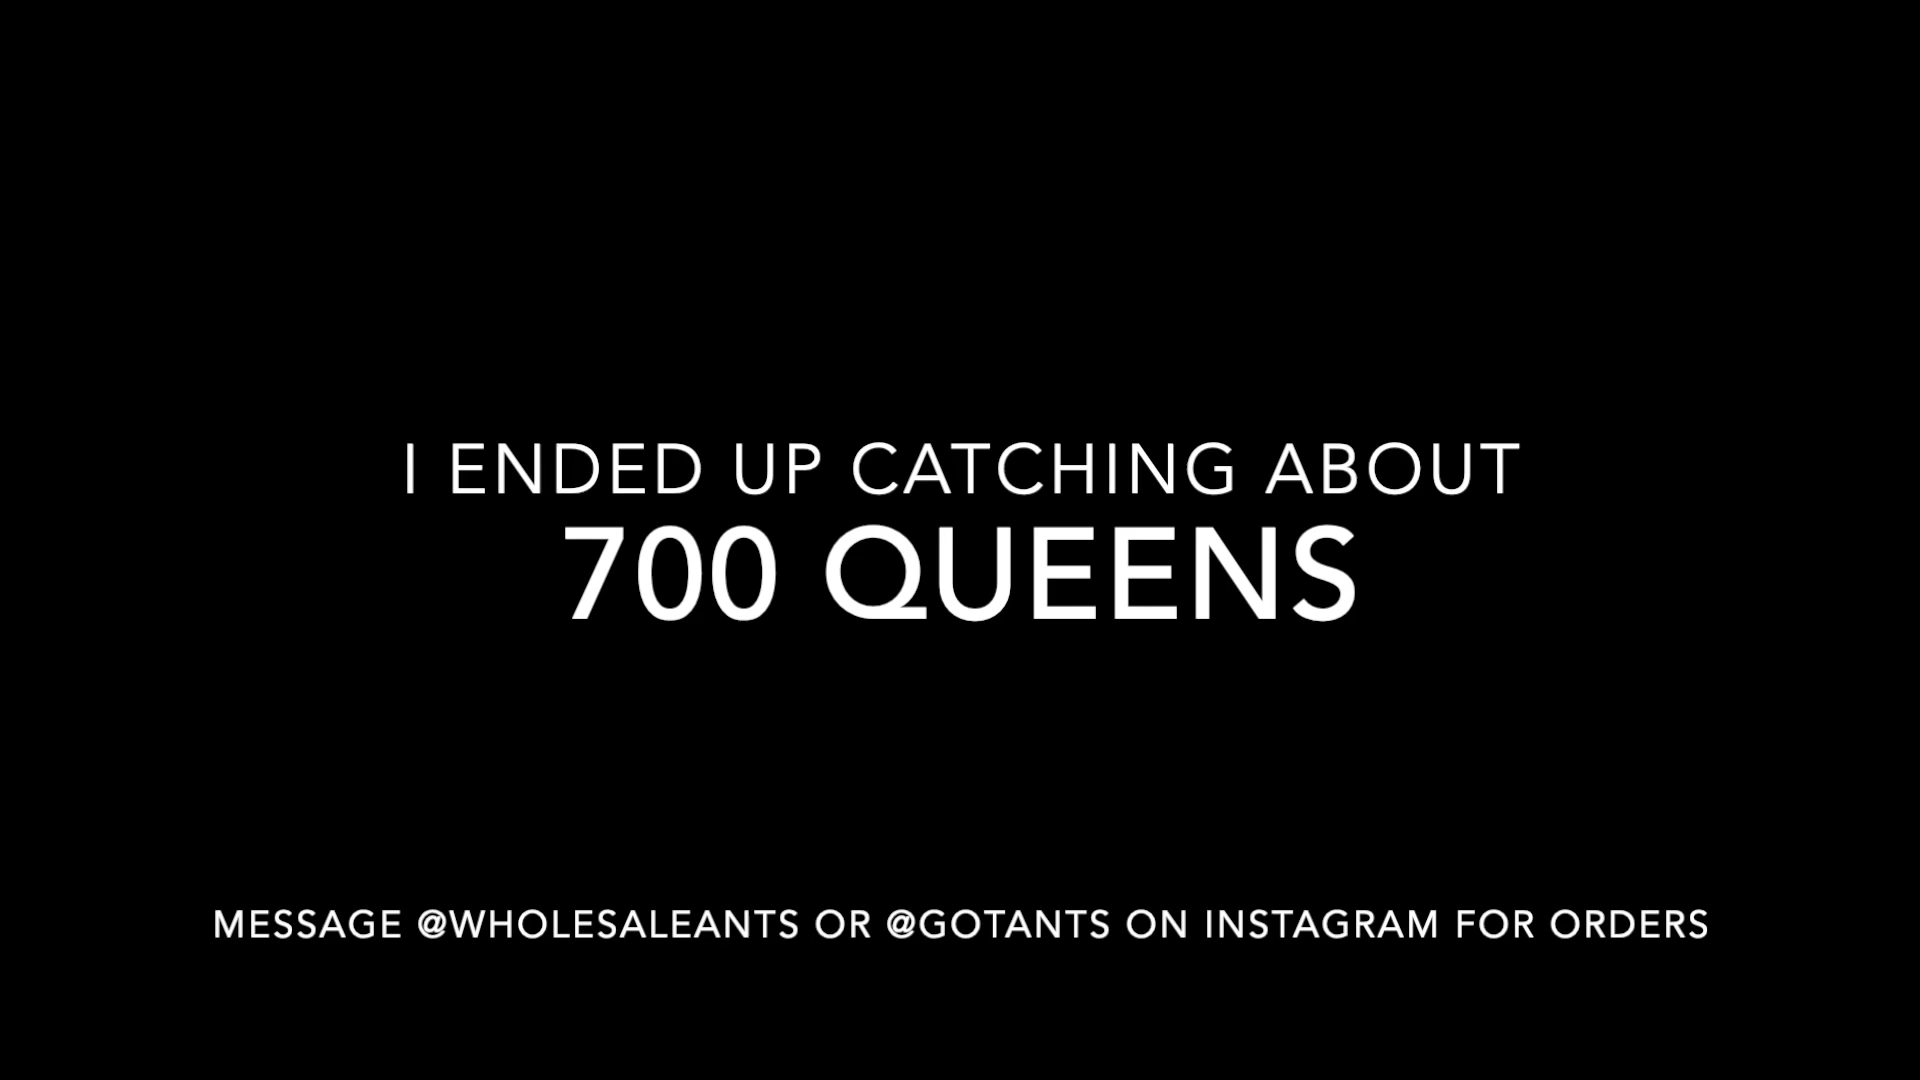 I ENDED UP CATCHING ABOUT
700 QUEENS
MESSAGE @WHOLESALEANTS OR @GOTANTS ON INSTAGRAM FOR ORDERS